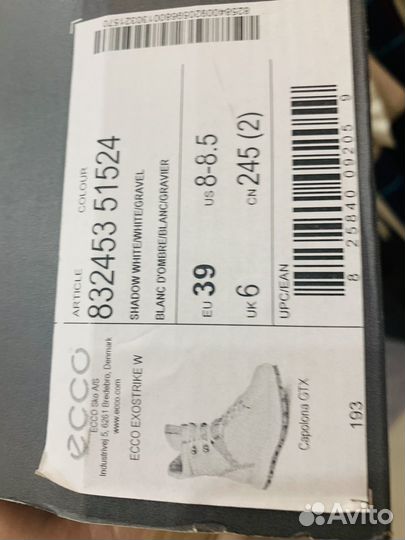 825840092059680013032 1570
ARTICLE COLOUR
832453 51524
SHADOW WHITE/WHITE/GRAVEL
BLANC D'OMBRE/BLANC/GRAVIER
EU 39 US 8-8.5
UK 6 CN 245 (2)
UPC/EAN
8 25840 09205 9
ecco®
ECCO Sko A/S
Industrivej 5, 6261 Bredebro, Denmark
www.ecco.com
ECCO EXOSTRIKE W
Capolona GTX
193
Avito